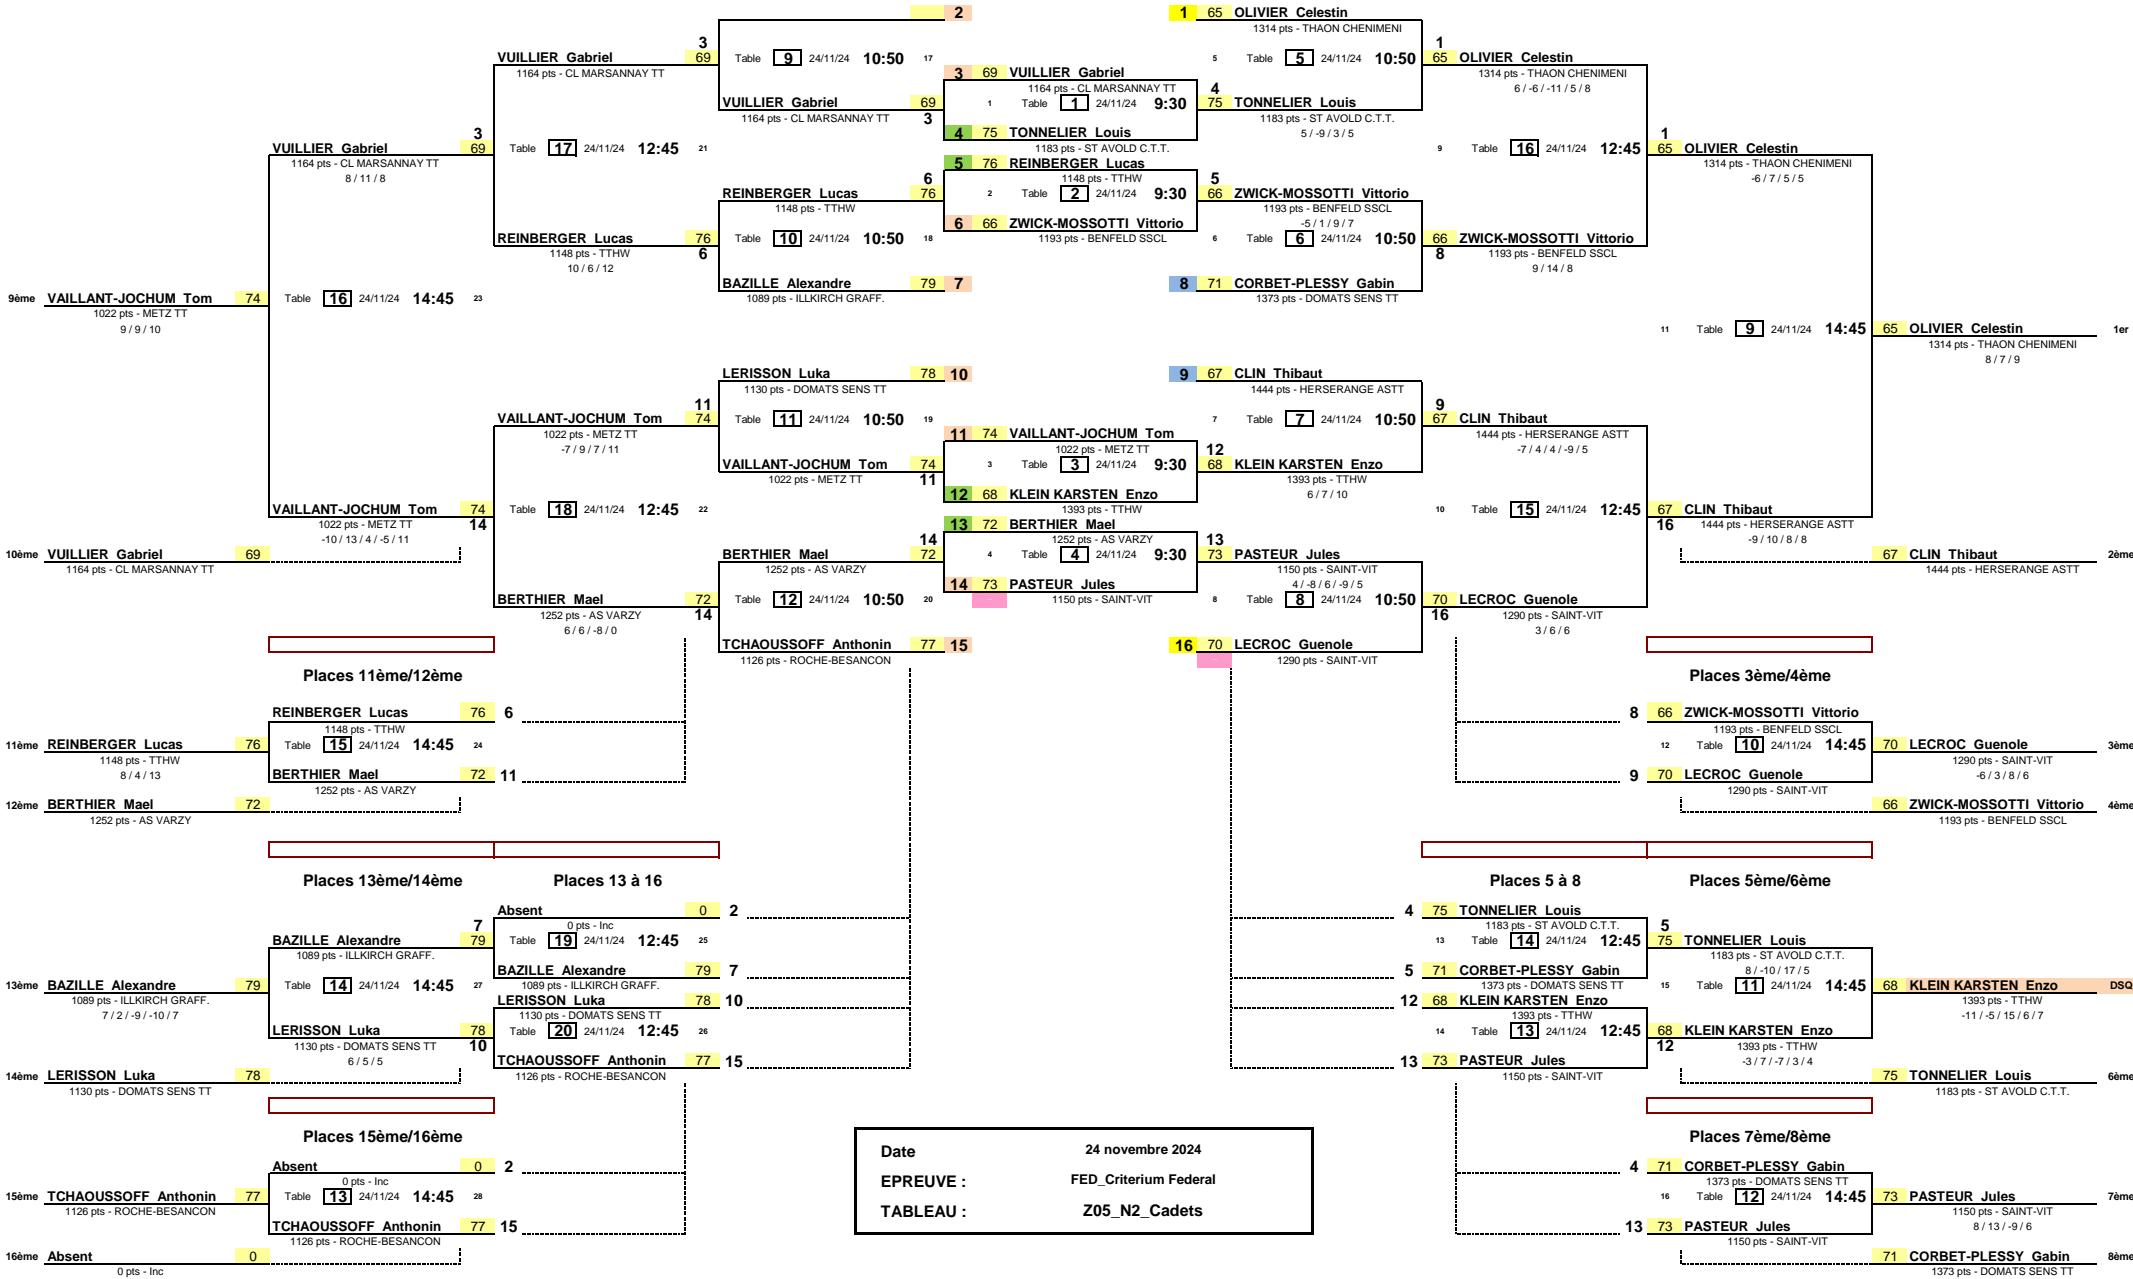 2
1 65 OLIVIER Celestin
1314 pts - THAON CHENIMENI
3
1
VUILLIER Gabriel 69
Table 9 24/11/24 10:50 17
5 Table 5 24/11/24 10:50
65 OLIVIER Celestin
1164 pts - CL MARSANNAY TT
1314 pts - THAON CHENIMENI
6 / -6 / -11 / 5 / 8
3 69 VUILLIER Gabriel
1164 pts - CL MARSANNAY TT
4
VUILLIER Gabriel 69
1 Table 1 24/11/24 9:30
75 TONNELIER Louis
1164 pts - CL MARSANNAY TT
3
1183 pts - ST AVOLD C.T.T.
5 / -9 / 3 / 5
4 75 TONNELIER Louis
1183 pts - ST AVOLD C.T.T.
3
VUILLIER Gabriel 69
1164 pts - CL MARSANNAY TT
8 / 11 / 8
Table 17 24/11/24 12:45 21
9 Table 16 24/11/24 12:45
1
65 OLIVIER Celestin
1314 pts - THAON CHENIMENI
-6 / 7 / 5 / 5
5 76 REINBERGER Lucas
1148 pts - TTHW
6
5
REINBERGER Lucas 76
1148 pts - TTHW
2 Table 2 24/11/24 9:30
66 ZWICK-MOSSOTTI Vittorio
1193 pts - BENFELD SSCL
-5 / 1 / 9 / 7
6 66 ZWICK-MOSSOTTI Vittorio
1193 pts - BENFELD SSCL
REINBERGER Lucas 76
1148 pts - TTHW
6
10 / 6 / 12
Table 10 24/11/24 10:50 18
6 Table 6 24/11/24 10:50
66 ZWICK-MOSSOTTI Vittorio
8
1193 pts - BENFELD SSCL
9 / 14 / 8
BAZILLE Alexandre 79 7
1089 pts - ILLKIRCH GRAFF.
8 71 CORBET-PLESSY Gabin
1373 pts - DOMATS SENS TT
9ème VAILLANT-JOCHUM Tom 74
1022 pts - METZ TT
9 / 9 / 10
Table 16 24/11/24 14:45 23
11 Table 9 24/11/24 14:45
65 OLIVIER Celestin 1er
1314 pts - THAON CHENIMENI
8 / 7 / 9
LERISSON Luka 78 10
1130 pts - DOMATS SENS TT
9 67 CLIN Thibaut
1444 pts - HERSERANGE ASTT
11
9
VAILLANT-JOCHUM Tom 74
1022 pts - METZ TT
-7 / 9 / 7 / 11
Table 11 24/11/24 10:50 19
7 Table 7 24/11/24 10:50
67 CLIN Thibaut
1444 pts - HERSERANGE ASTT
-7 / 4 / 4 / -9 / 5
11 74 VAILLANT-JOCHUM Tom
1022 pts - METZ TT
12
VAILLANT-JOCHUM Tom 74
1022 pts - METZ TT
11
3 Table 3 24/11/24 9:30
68 KLEIN KARSTEN Enzo
1393 pts - TTHW
6 / 7 / 10
12 68 KLEIN KARSTEN Enzo
1393 pts - TTHW
VAILLANT-JOCHUM Tom 74
1022 pts - METZ TT
14
-10 / 13 / 4 / -5 / 11
Table 18 24/11/24 12:45 22
10 Table 15 24/11/24 12:45
67 CLIN Thibaut
16
1444 pts - HERSERANGE ASTT
-9 / 10 / 8 / 8
13 72 BERTHIER Mael
1252 pts - AS VARZY
14
13
10ème VUILLIER Gabriel 69
1164 pts - CL MARSANNAY TT
BERTHIER Mael 72
1252 pts - AS VARZY
4 Table 4 24/11/24 9:30
73 PASTEUR Jules
1150 pts - SAINT-VIT
4 / -8 / 6 / -9 / 5
67 CLIN Thibaut 2ème
1444 pts - HERSERANGE ASTT
14 73 PASTEUR Jules
1150 pts - SAINT-VIT
BERTHIER Mael 72
1252 pts - AS VARZY
14
6 / 6 / -8 / 0
Table 12 24/11/24 10:50 20
8 Table 8 24/11/24 10:50
70 LECROC Guenole
16
1290 pts - SAINT-VIT
3 / 6 / 6
TCHAOUSSOFF Anthonin 77 15
1126 pts - ROCHE-BESANCON
16 70 LECROC Guenole
1290 pts - SAINT-VIT
Places 11ème/12ème
Places 3ème/4ème
REINBERGER Lucas 76 6
1148 pts - TTHW
8 66 ZWICK-MOSSOTTI Vittorio
1193 pts - BENFELD SSCL
11ème REINBERGER Lucas 76
1148 pts - TTHW
8 / 4 / 13
Table 15 24/11/24 14:45 24
12 Table 10 24/11/24 14:45
70 LECROC Guenole 3ème
1290 pts - SAINT-VIT
-6 / 3 / 8 / 6
BERTHIER Mael 72 11
1252 pts - AS VARZY
9 70 LECROC Guenole
1290 pts - SAINT-VIT
12ème BERTHIER Mael 72
1252 pts - AS VARZY
66 ZWICK-MOSSOTTI Vittorio 4ème
1193 pts - BENFELD SSCL
Places 13ème/14ème
Places 13 à 16
Places 5 à 8
Places 5ème/6ème
Absent 0 2
0 pts - Inc
4 75 TONNELIER Louis
1183 pts - ST AVOLD C.T.T.
7
5
BAZILLE Alexandre 79
1089 pts - ILLKIRCH GRAFF.
Table 19 24/11/24 12:45 25
13 Table 14 24/11/24 12:45
75 TONNELIER Louis
1183 pts - ST AVOLD C.T.T.
8 / -10 / 17 / 5
BAZILLE Alexandre 79 7
1089 pts - ILLKIRCH GRAFF.
5 71 CORBET-PLESSY Gabin
1373 pts - DOMATS SENS TT
13ème BAZILLE Alexandre 79
1089 pts - ILLKIRCH GRAFF.
7 / 2 / -9 / -10 / 7
Table 14 24/11/24 14:45 27
15 Table 11 24/11/24 14:45
68 KLEIN KARSTEN Enzo DSQ
1393 pts - TTHW
-11 / -5 / 15 / 6 / 7
LERISSON Luka 78 10
1130 pts - DOMATS SENS TT
12 68 KLEIN KARSTEN Enzo
1393 pts - TTHW
LERISSON Luka 78
1130 pts - DOMATS SENS TT
10
6 / 5 / 5
Table 20 24/11/24 12:45 26
14 Table 13 24/11/24 12:45
68 KLEIN KARSTEN Enzo
12
1393 pts - TTHW
-3 / 7 / -7 / 3 / 4
TCHAOUSSOFF Anthonin 77 15
1126 pts - ROCHE-BESANCON
13 73 PASTEUR Jules
1150 pts - SAINT-VIT
14ème LERISSON Luka 78
1130 pts - DOMATS SENS TT
75 TONNELIER Louis 6ème
1183 pts - ST AVOLD C.T.T.
Places 15ème/16ème
Places 7ème/8ème
Date 24 novembre 2024
EPREUVE : FED_Criterium Federal
TABLEAU : Z05_N2_Cadets
Absent 0 2
0 pts - Inc
4 71 CORBET-PLESSY Gabin
1373 pts - DOMATS SENS TT
15ème TCHAOUSSOFF Anthonin 77
1126 pts - ROCHE-BESANCON
Table 13 24/11/24 14:45 28
16 Table 12 24/11/24 14:45
73 PASTEUR Jules 7ème
1150 pts - SAINT-VIT
8 / 13 / -9 / 6
TCHAOUSSOFF Anthonin 77 15
1126 pts - ROCHE-BESANCON
13 73 PASTEUR Jules
1150 pts - SAINT-VIT
16ème Absent 0
0 pts - Inc
71 CORBET-PLESSY Gabin 8ème
1373 pts - DOMATS SENS TT